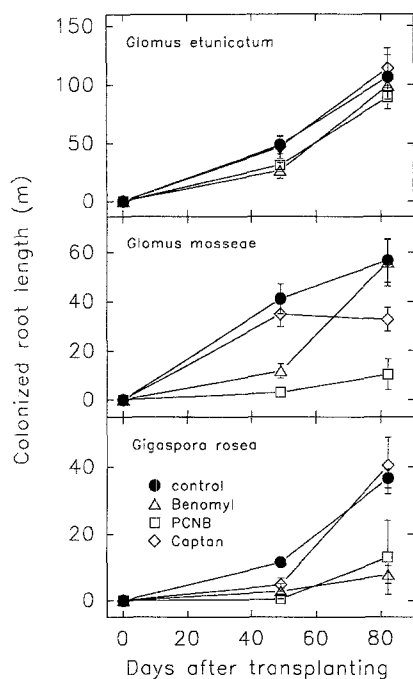 Glomus etunicatum
150
100
50
0
Glomus mosseae
60
40
20
0
Gigaspora rosea
control
Benomyl
PCNB
Captan
40
20
0
0 20 40 60 80
Colonized root length (m)
Days after transplanting